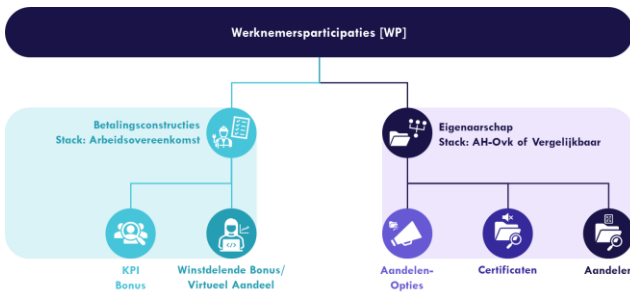 Werknemersparticipaties [WP]
Betalingsconstructies
Stack: Arbeidsovereenkomst
Eigenaarschap
Stack: AH-Ovk of Vergelijkbaar
KPI
Bonus
Winstdelende Bonus/
Virtueel Aandeel
Aandelen-
Opties
Certificaten
Aandelen